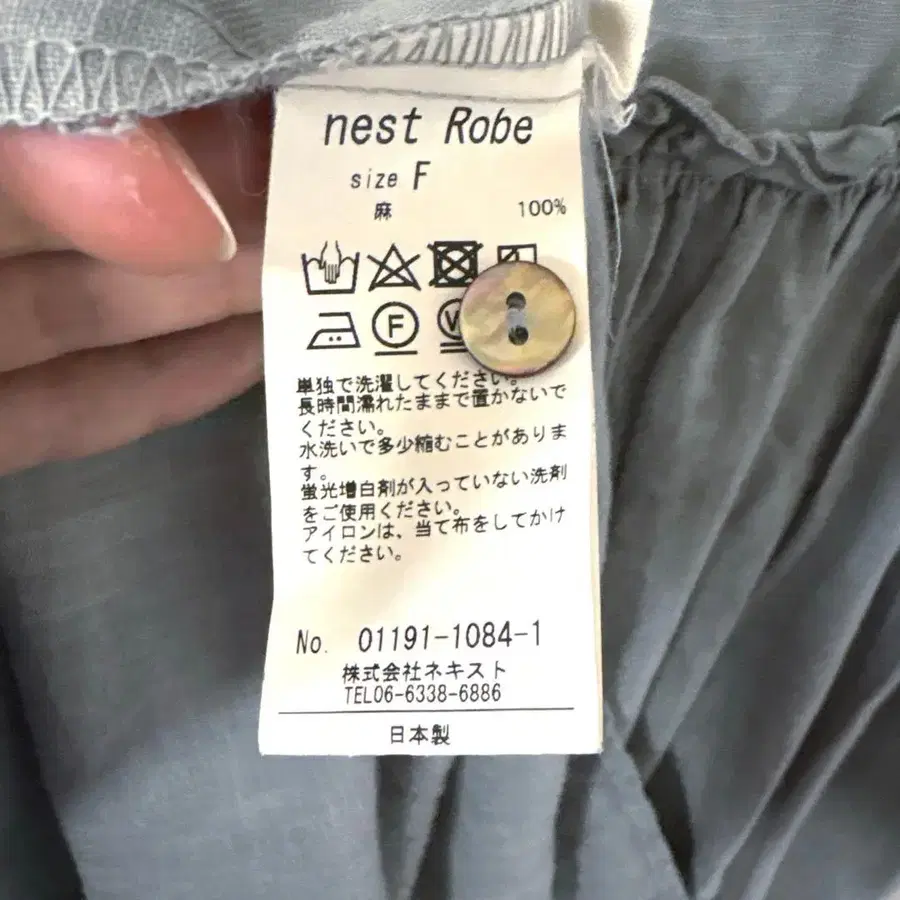 nest Robe
size F
麻 100%
F
W
単独で洗濯してください。
長時間濡れたままで置かないで
ください。
水洗いで多少縮むことがありま
す。
蛍光増白剤が入っていない洗剤
をご使用ください。
アイロンは、当て布をしてかけ
てください。
No. 01191-1084-1
株式会社ネキスト
TEL06-6338-6886
日本製